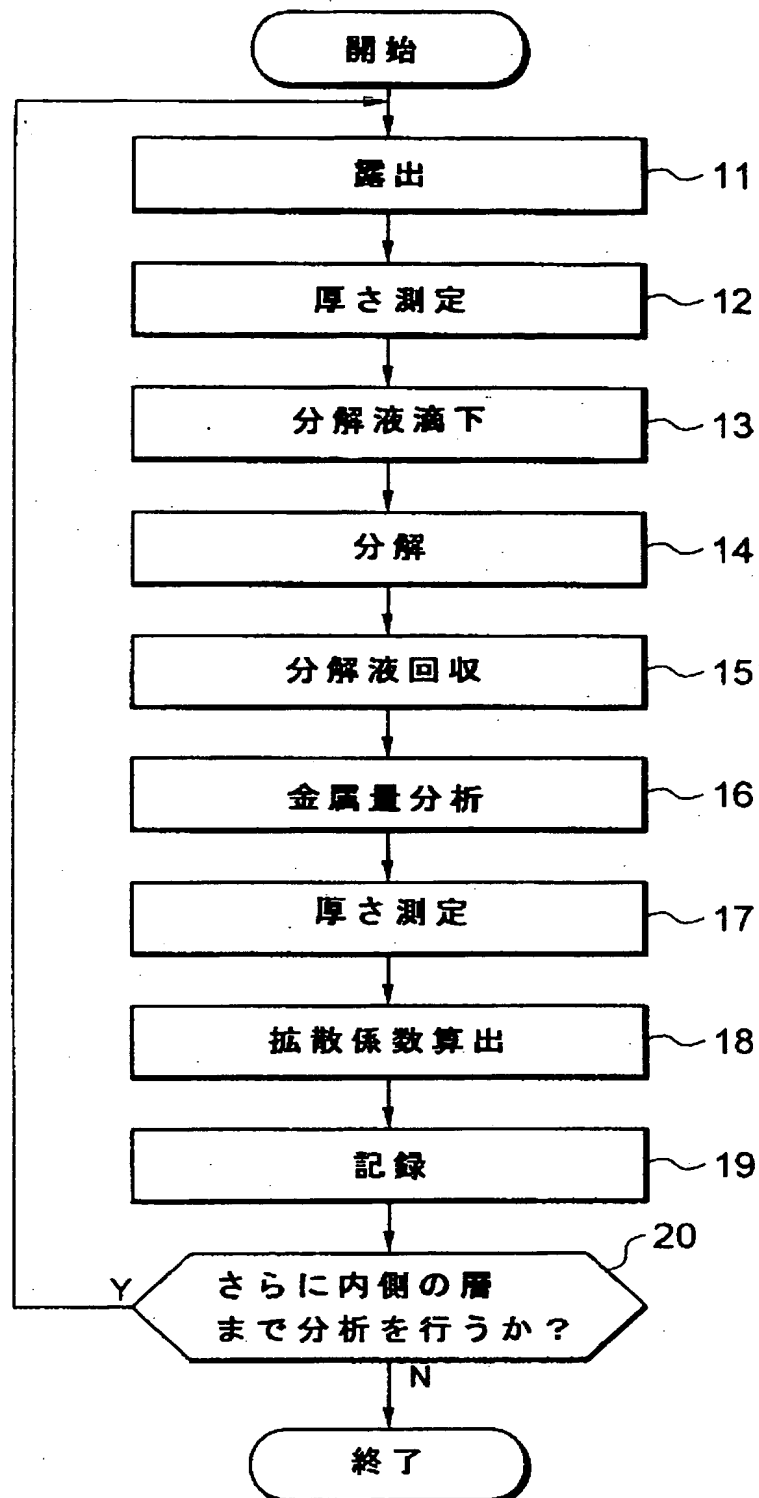 開始
露出
11
厚さ測定
12
分解液滴下
13
分解
14
分解液回収
15
金属量分析
16
厚さ測定
17
拡散係数算出
18
記録
19
20
Y
さらに内側の層
まで分析を行うか?
N
終了